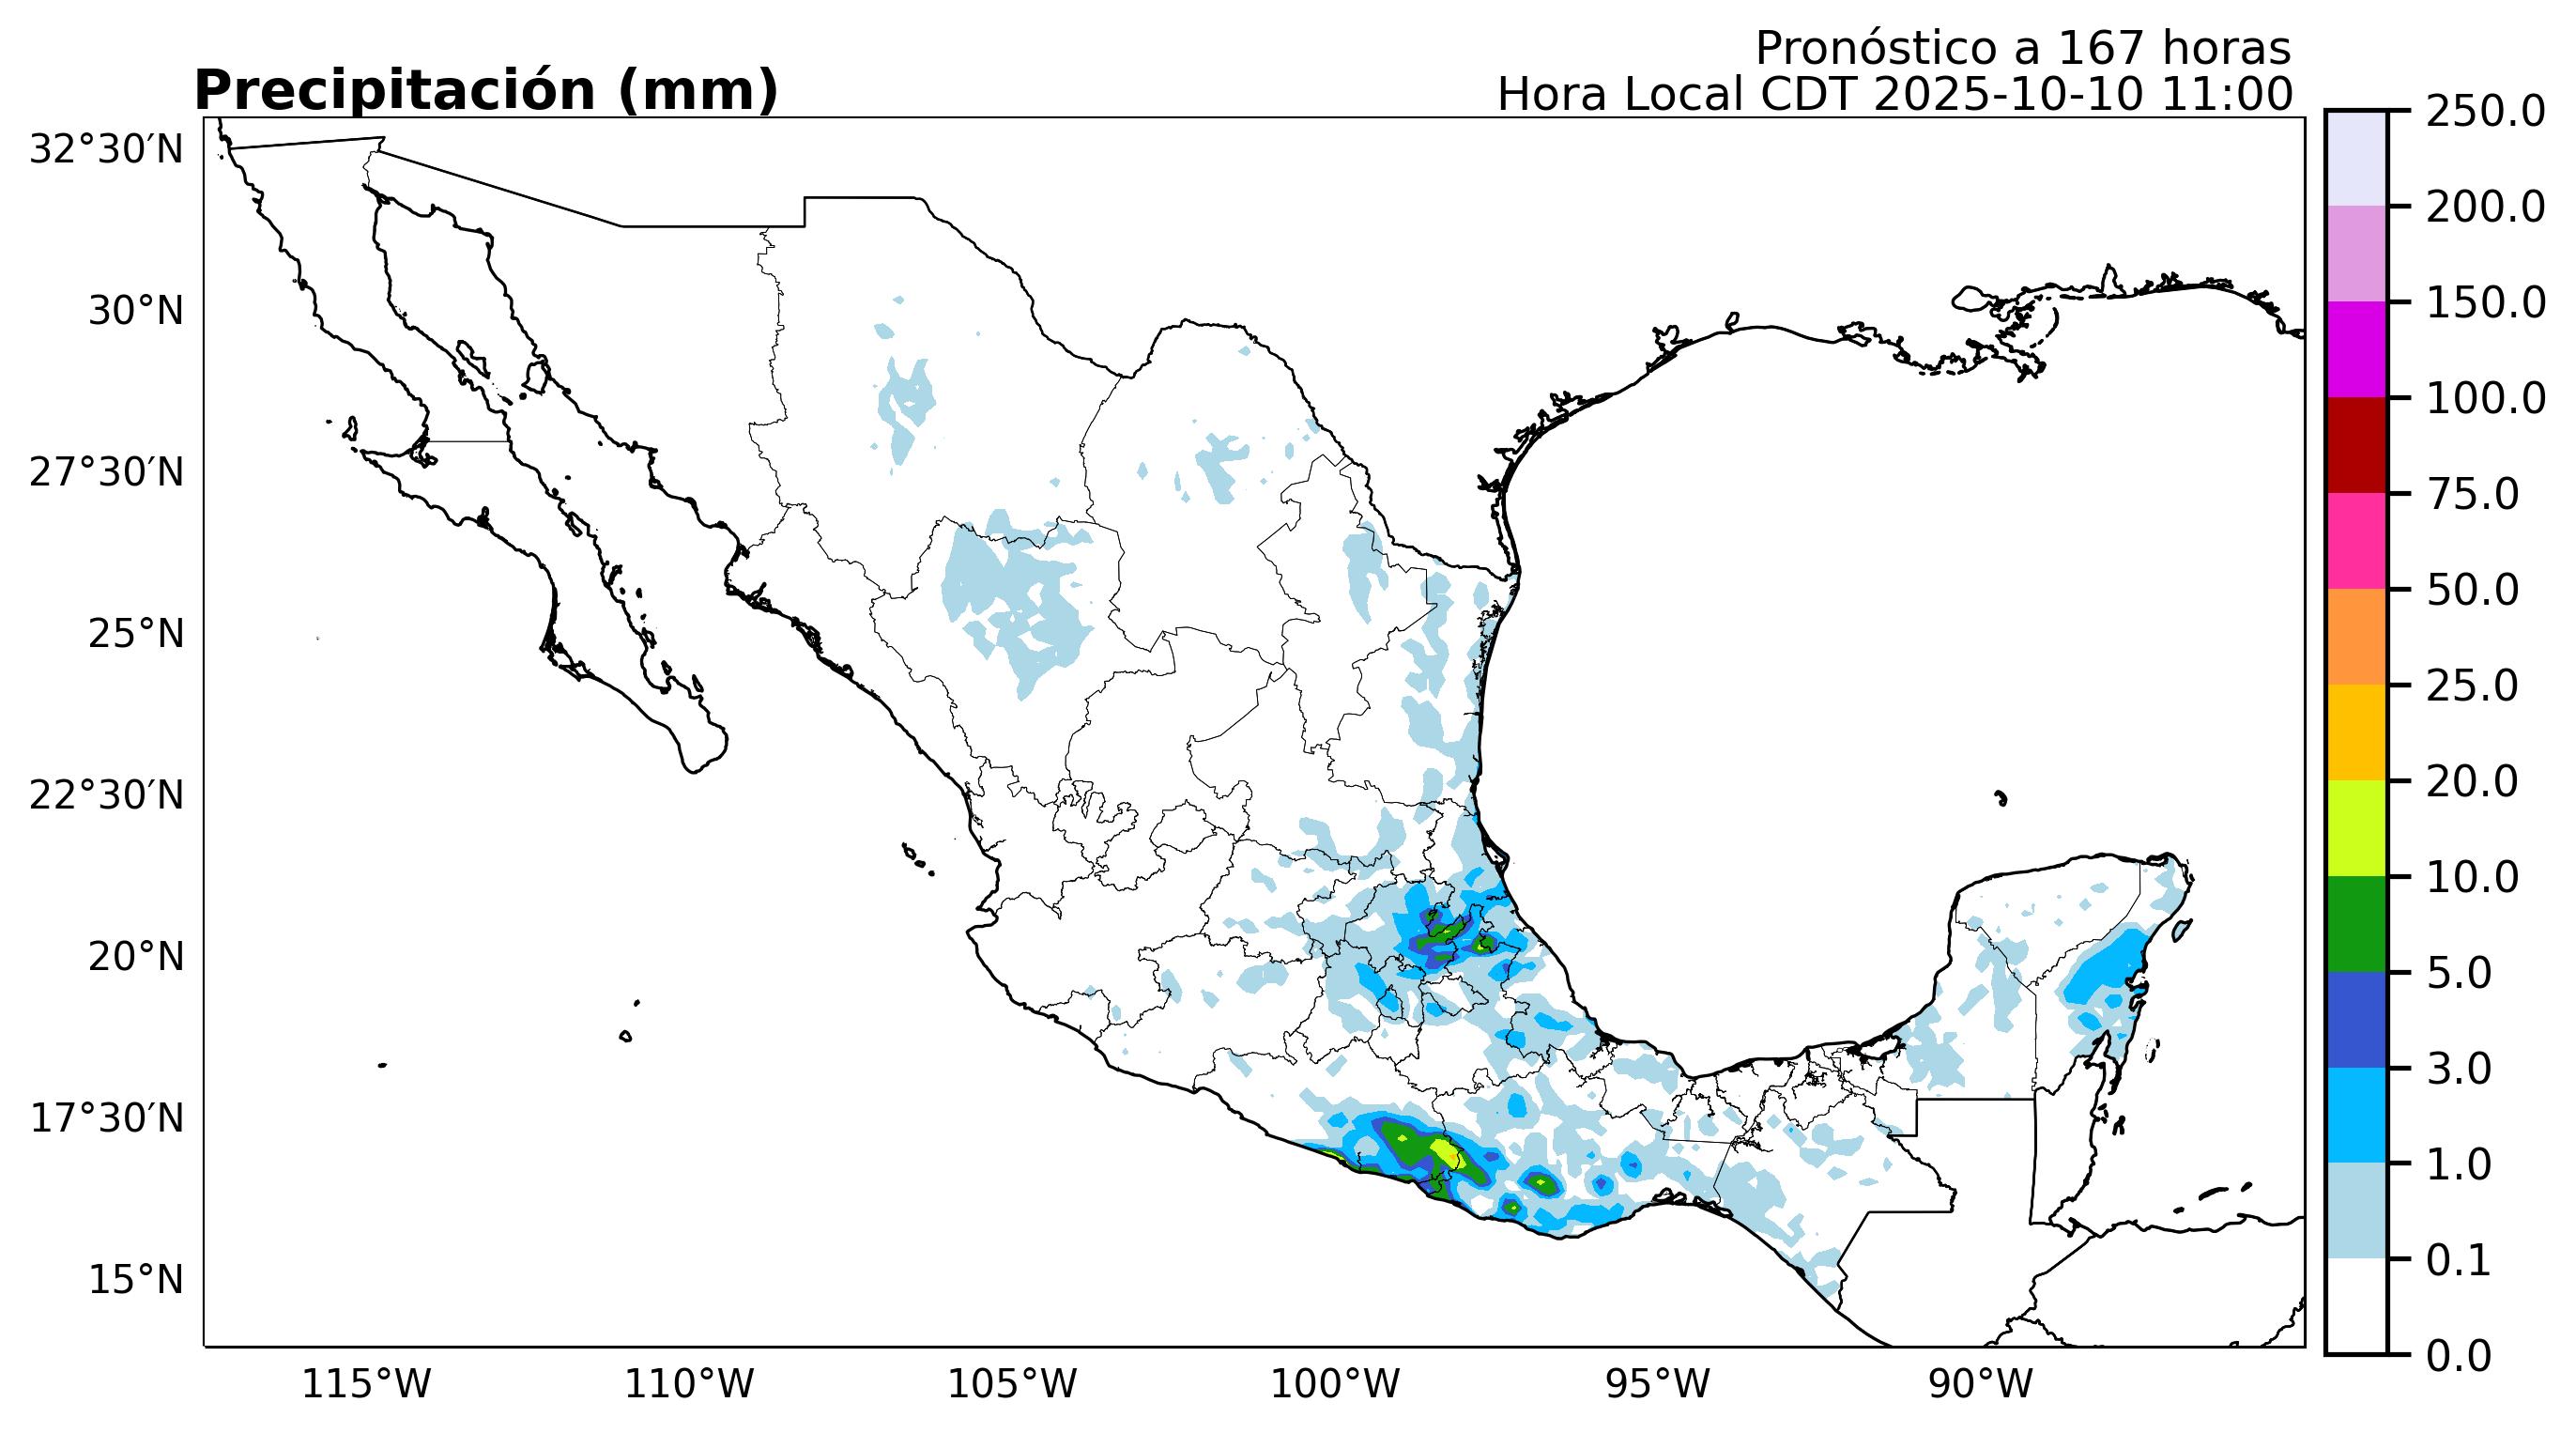 Pronóstico a 167 horas
Precipitación (mm)
Hora Local CDT 2025-10-10 11:00
32°30′N
30°N
27°30′N
25°N
22°30′N
20°N
17°30′N
15°N
115°W
110°W
105°W
100°W
95°W
90°W
250.0
200.0
150.0
100.0
75.0
50.0
25.0
20.0
10.0
5.0
3.0
1.0
0.1
0.0